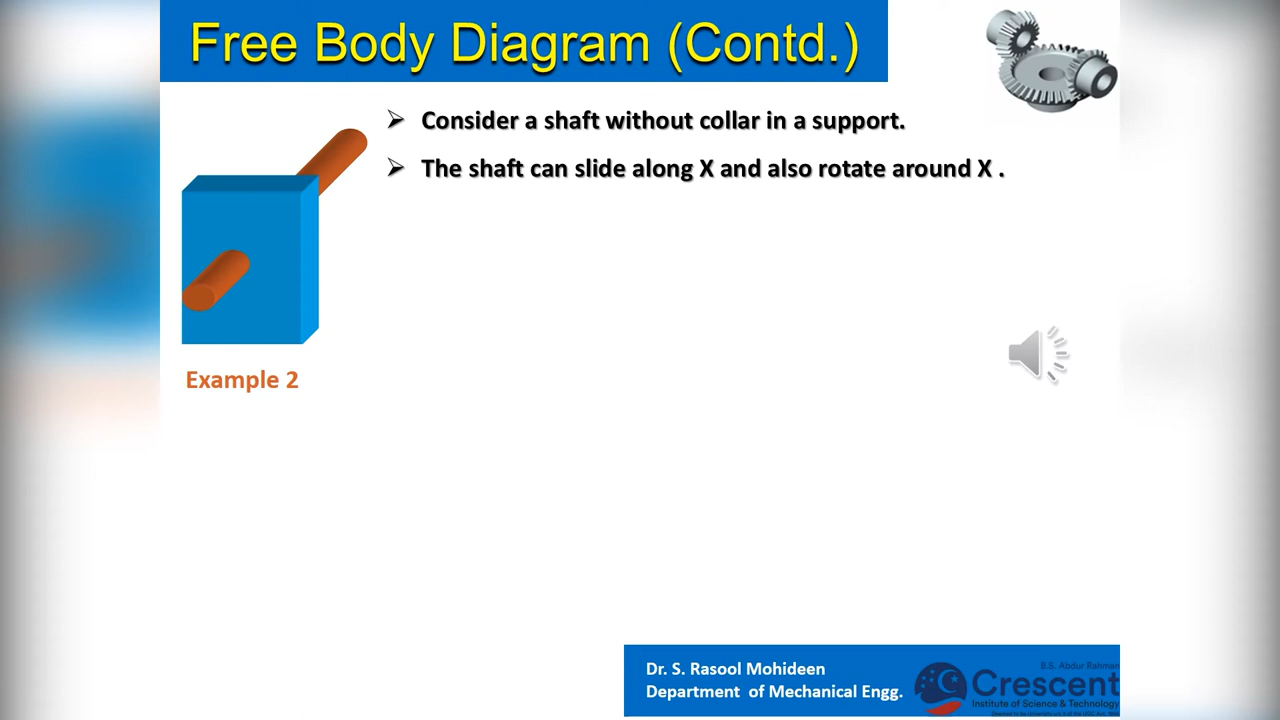 Free Body Diagram (Contd.)
➢ Consider a shaft without collar in a support.
➢ The shaft can slide along X and also rotate around X .
Example 2
Dr. S. Rasool Mohideen
Department of Mechanical Engg.
B.S. Abdur Rahman
Crescent
Institute of Science & Technology